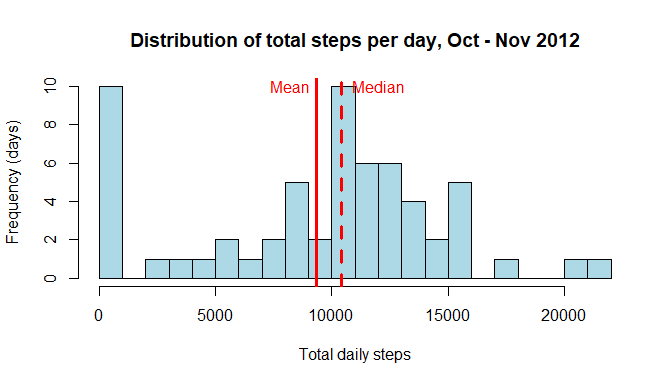 Distribution of total steps per day, Oct - Nov 2012
Mean
Median
Frequency (days)
10
8
6
4
2
0
0 5000 10000 15000 20000
Total daily steps